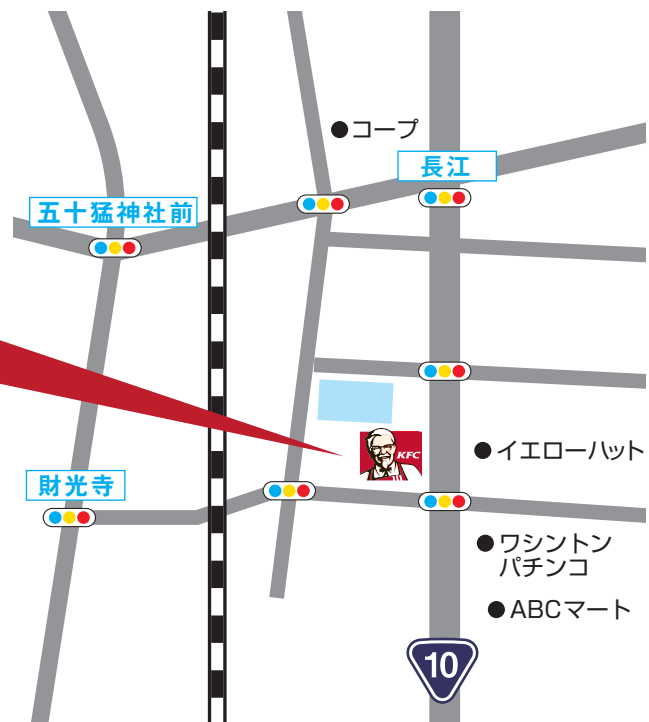 コープ
長江
五十猛神社前
KFC
イエローハット
財光寺
ワシントン
パチンコ
ABCマート
10